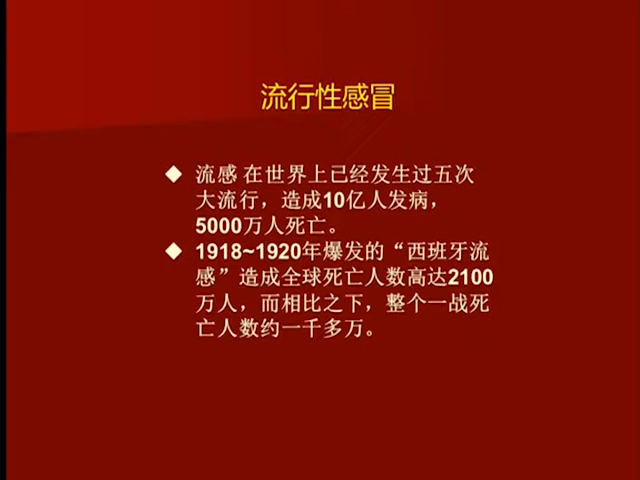 流行性感冒
◆ 流感 在世界上已经发生过五次
大流行，造成10亿人发病，
5000万人死亡。
◆ 1918~1920年爆发的“西班牙流
感”造成全球死亡人数高达2100
万人，而相比之下，整个一战死
亡人数约一千多万。